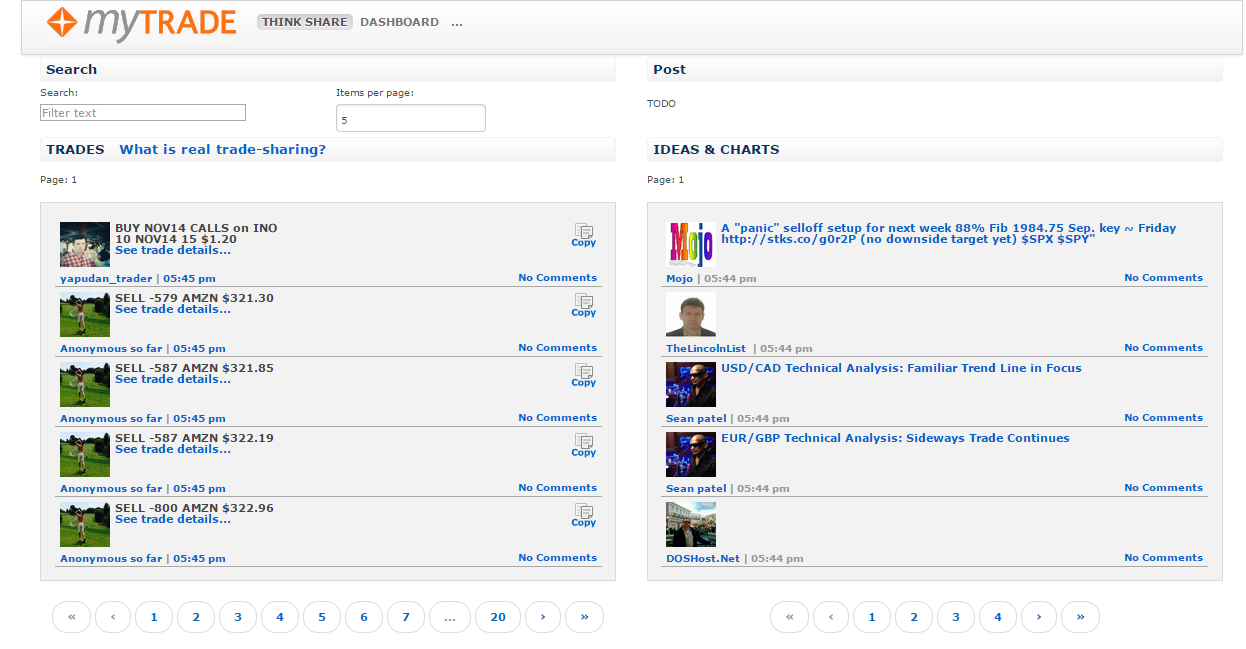 myTRADE
THINK SHARE DASHBOARD ...
Search
Search:
Items per page:
Filter text
5
TRADES What is real trade-sharing?
Page: 1
BUY NOV14 CALLS on INO
10 NOV14 15 $1.20
See trade details...
Copy
yapudan_trader | 05:45 pm
No Comments
SELL -579 AMZN $321.30
See trade details...
Copy
Anonymous so far | 05:45 pm
No Comments
SELL -587 AMZN $321.85
See trade details...
Copy
Anonymous so far | 05:45 pm
No Comments
SELL -587 AMZN $322.19
See trade details...
Copy
Anonymous so far | 05:45 pm
No Comments
SELL -800 AMZN $322.96
See trade details...
Copy
Anonymous so far | 05:45 pm
No Comments
« ‹ 1 2 3 4 5 6 7 ... 20 › »
Post
TODO
IDEAS & CHARTS
Page: 1
Mojo
A "panic" selloff setup for next week 88% Fib 1984.75 Sep. key ~ Friday
http://stks.co/g0r2P (no downside target yet) $SPX $SPY"
Mojo | 05:44 pm
No Comments
TheLincolnList | 05:44 pm
No Comments
USD/CAD Technical Analysis: Familiar Trend Line in Focus
Sean patel | 05:44 pm
No Comments
EUR/GBP Technical Analysis: Sideways Trade Continues
Sean patel | 05:44 pm
No Comments
DOSHost.Net | 05:44 pm
No Comments
« ‹ 1 2 3 4 › »